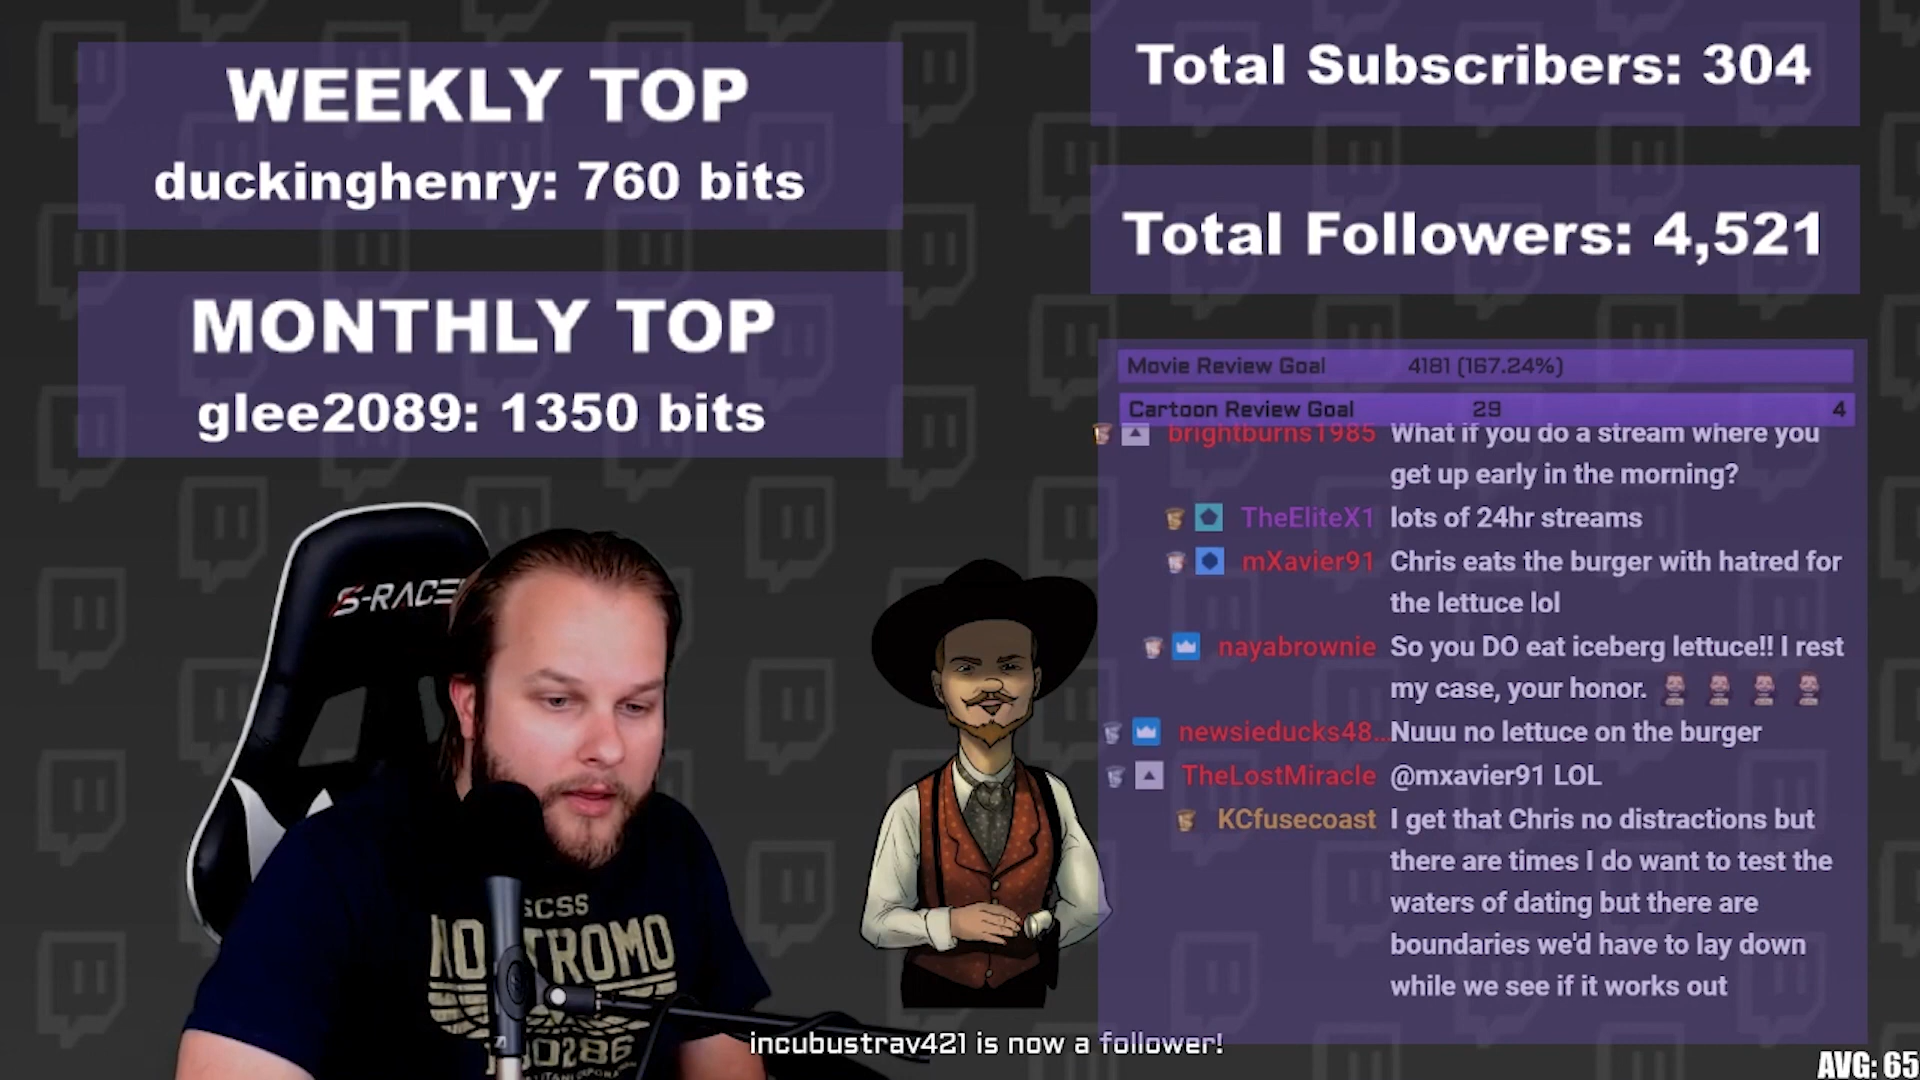 WEEKLY TOP
duckinghenry: 760 bits
MONTHLY TOP
glee2089: 1350 bits
Total Subscribers: 304
Total Followers: 4,521
Movie Review Goal 4181 (167.24%)
Cartoon Review Goal 29 4
brightburns1985 What if you do a stream where you
get up early in the morning?
TheEliteX1 lots of 24hr streams
mXavier91 Chris eats the burger with hatred for
the lettuce lol
nayabrownie So you DO eat iceberg lettuce!! I rest
my case, your honor.
newsieducks48... Nuuu no lettuce on the burger
TheLostMiracle @mxavier91 LOL
KCfusecoast I get that Chris no distractions but
there are times I do want to test the
waters of dating but there are
boundaries we'd have to lay down
while we see if it works out
S-RACE
SCSS
NOSTROMO
180286
incubustrav421 is now a follower!
AVG: 65